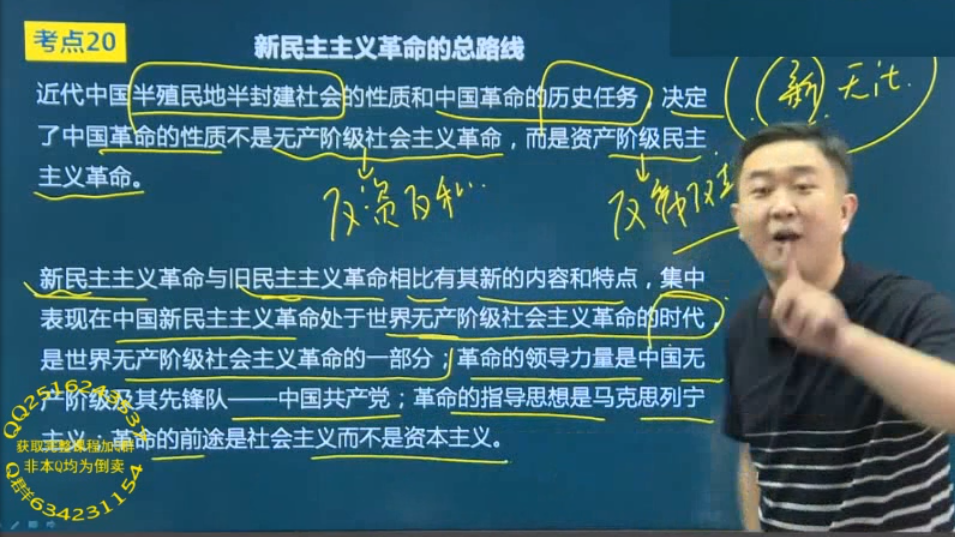 考点20
新民主主义革命的总路线
近代中国半殖民地半封建社会的性质和中国革命的历史任务，决定
了中国革命的性质不是无产阶级社会主义革命，而是资产阶级民主
主义革命。
新 无让
反资反私…
反帝反封
新民主主义革命与旧民主主义革命相比有其新的内容和特点，集中
表现在中国新民主主义革命处于世界无产阶级社会主义革命的时代，
是世界无产阶级社会主义革命的一部分；革命的领导力量是中国无
产阶级及其先锋队——中国共产党；革命的指导思想是马克思列宁
主义；革命的前途是社会主义而不是资本主义。
获取完整课程加Q群
非本Q均为倒卖
Q群634231154